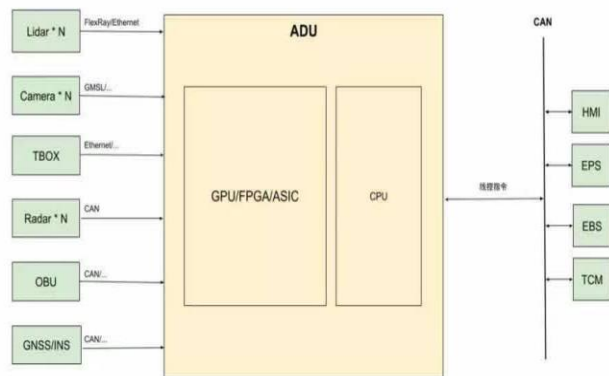 ADU
CAN
Lidar * N
FlexRay/Ethernet
Camera * N
GMSL/...
TBOX
Ethernet/...
Radar * N
CAN
OBU
CAN/...
GNSS/INS
CAN/...
GPU/FPGA/ASIC
CPU
线控指令
HMI
EPS
EBS
TCM